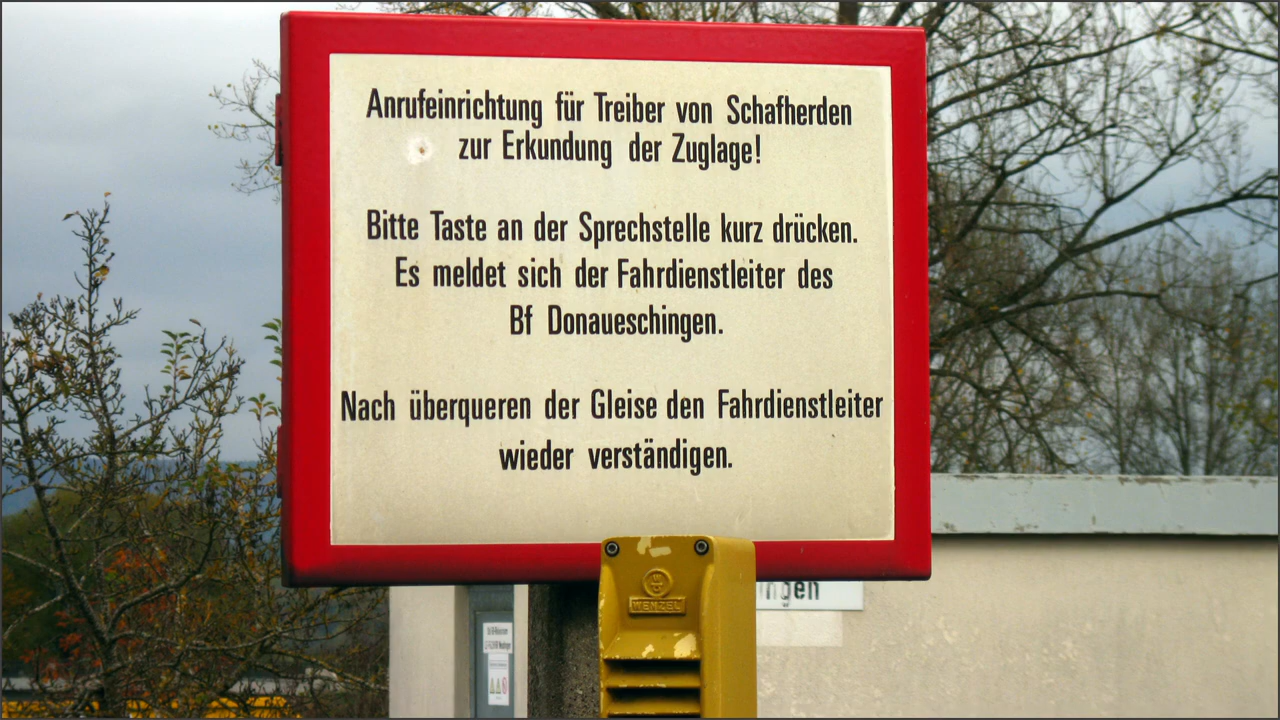 Anrufeinrichtung für Treiber von Schafherden
zur Erkundung der Zuglage!
Bitte Taste an der Sprechstelle kurz drücken.
Es meldet sich der Fahrdienstleiter des
Bf Donaueschingen.
Nach überqueren der Gleise den Fahrdienstleiter
wieder verständigen.
WENZEL